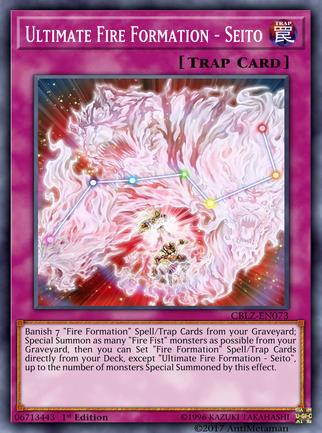 Ultimate Fire Formation - Seito
TRAP
罠
[Trap Card]
CBLZ-EN073
Banish 7 "Fire Formation" Spell/Trap Cards from your Graveyard;
Special Summon as many "Fire Fist" monsters as possible from your
Graveyard, then you can Set "Fire Formation" Spell/Trap Cards
directly from your Deck, except "Ultimate Fire Formation - Seito",
up to the number of monsters Special Summoned by this effect.
06713443 1st Edition ©1996 KAZUKI TAKAHASHI
©2017 AntiMetaman